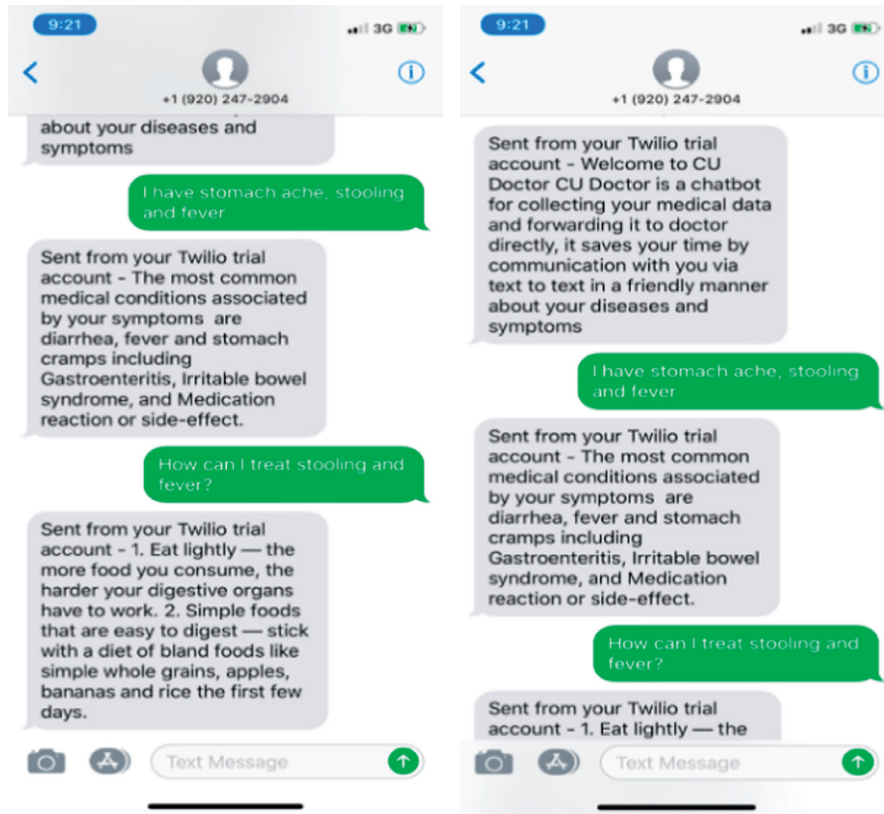 9:21
3G
+1 (920) 247-2904
about your diseases and
symptoms
I have stomach ache, stooling
and fever
Sent from your Twilio trial
account - The most common
medical conditions associated
by your symptoms are
diarrhea, fever and stomach
cramps including
Gastroenteritis, Irritable bowel
syndrome, and Medication
reaction or side-effect.
How can I treat stooling and
fever?
Sent from your Twilio trial
account - 1. Eat lightly — the
more food you consume, the
harder your digestive organs
have to work. 2. Simple foods
that are easy to digest — stick
with a diet of bland foods like
simple whole grains, apples,
bananas and rice the first few
days.
Text Message
9:21
3G
+1 (920) 247-2904
Sent from your Twilio trial
account - Welcome to CU
Doctor CU Doctor is a chatbot
for collecting your medical data
and forwarding it to doctor
directly, it saves your time by
communication with you via
text to text in a friendly manner
about your diseases and
symptoms
I have stomach ache, stooling
and fever
Sent from your Twilio trial
account - The most common
medical conditions associated
by your symptoms are
diarrhea, fever and stomach
cramps including
Gastroenteritis, Irritable bowel
syndrome, and Medication
reaction or side-effect.
How can I treat stooling and
fever?
Sent from your Twilio trial
account - 1. Eat lightly — the
Text Message